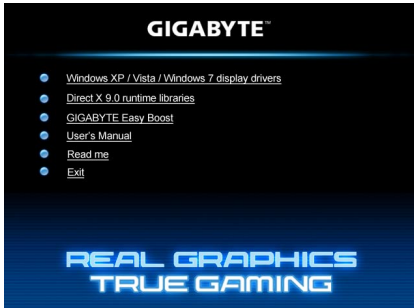 GIGABYTE™
Windows XP / Vista / Windows 7 display drivers
Direct X 9.0 runtime libraries
GIGABYTE Easy Boost
User's Manual
Read me
Exit
REAL GRAPHICS
TRUE GAMING